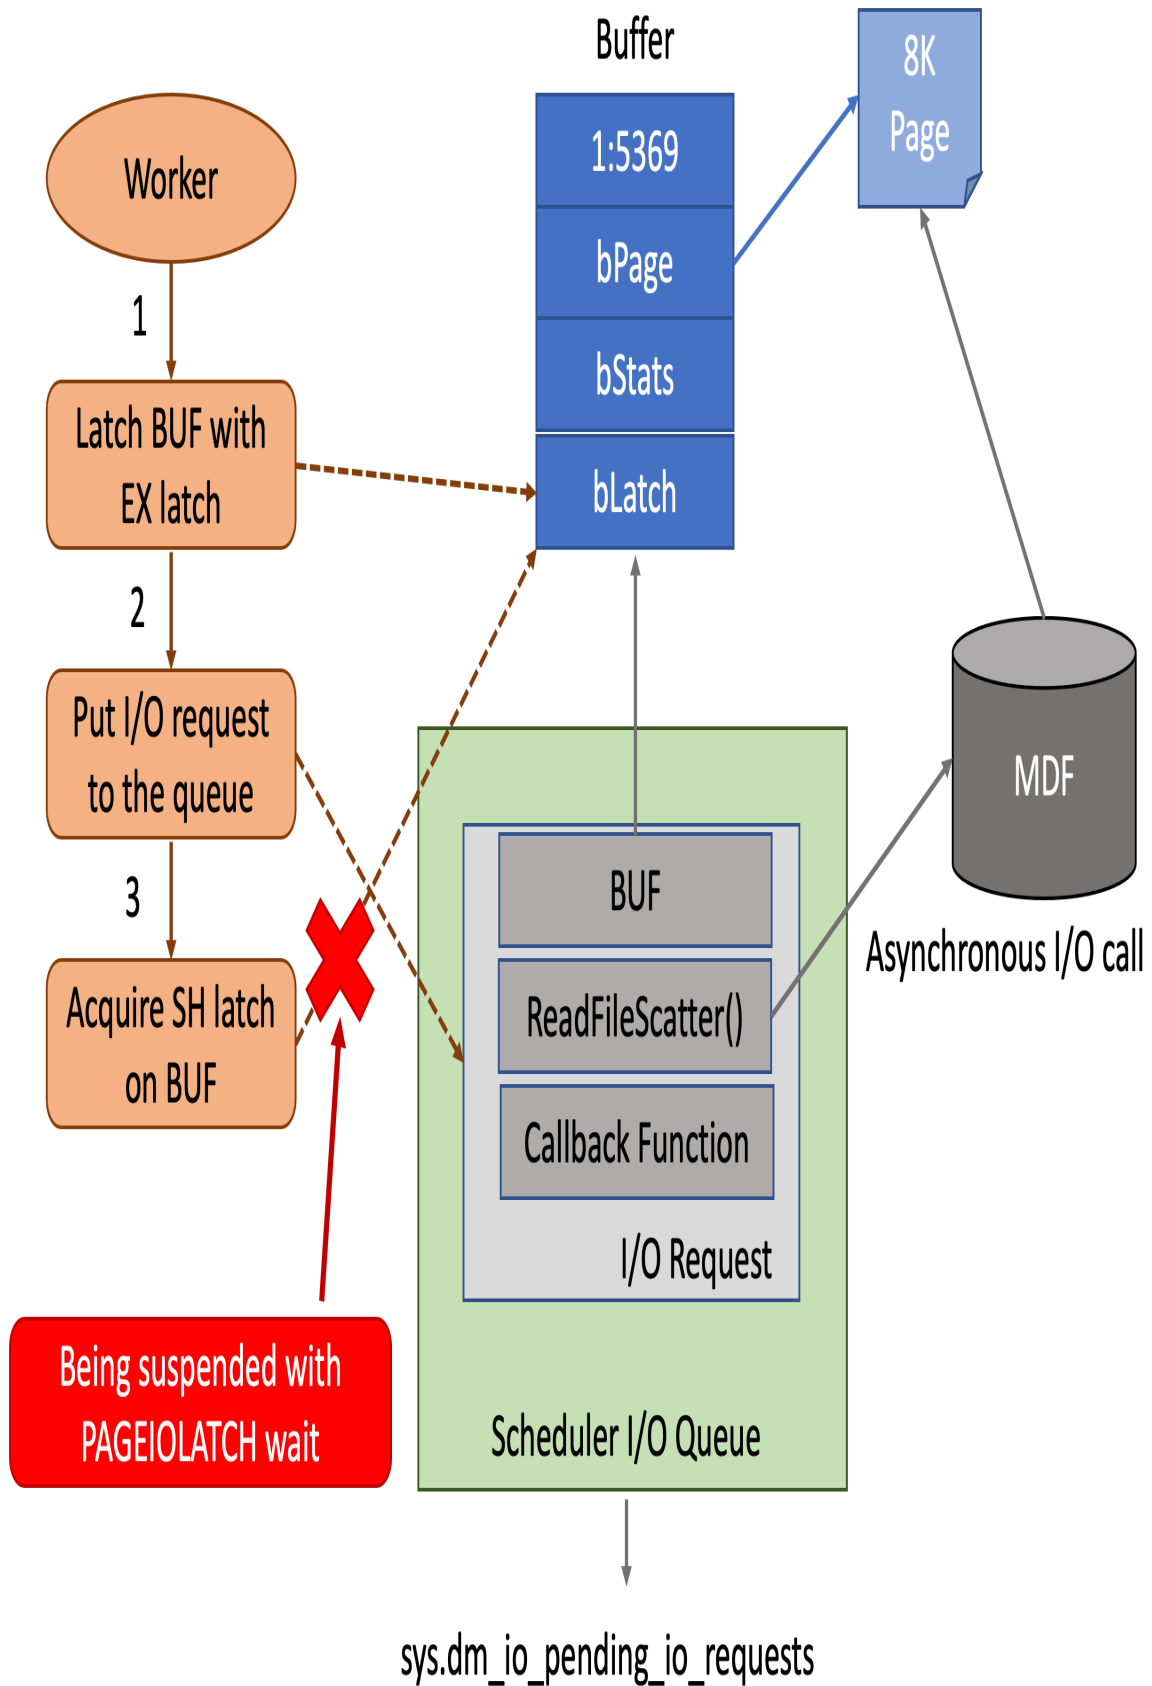 Buffer
8K
Page
1:5369
bPage
bStats
bLatch
Worker
1
Latch BUF with
EX latch
2
Put I/O request
to the queue
3
Acquire SH latch
on BUF
Being suspended with
PAGEIOLATCH wait
BUF
ReadFileScatter()
Callback Function
I/O Request
Scheduler I/O Queue
MDF
Asynchronous I/O call
sys.dm_io_pending_io_requests